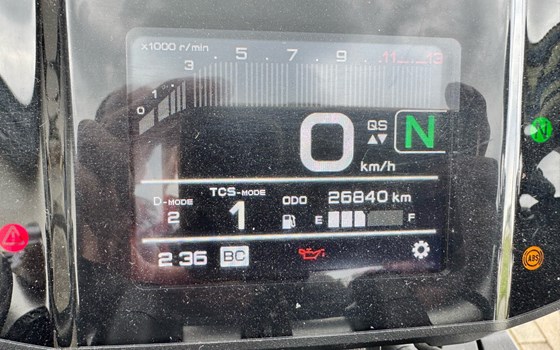 x1000 r/min
0 1 3 5 7 9 11 13
QS
N
0
km/h
D-MODE
2
TCS-MODE
1
ODO 26840 km
E F
2:36 BC
N
ABS